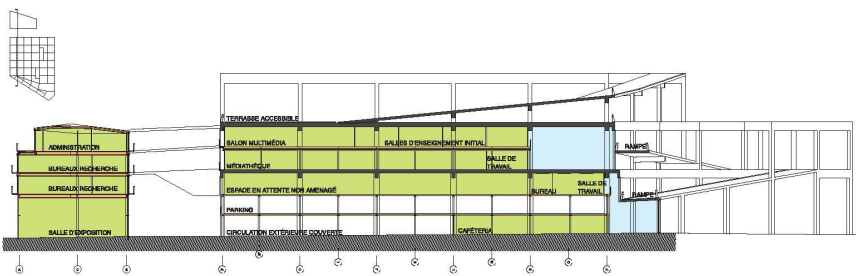 TERRASSE ACCESSIBLE
ADMINISTRATION
SALON MULTIMÉDIA
SALLES D'ENSEIGNEMENT INITIAL
RAMPE
BUREAUX RECHERCHE
MÉDIATHÈQUE
SALLE DE
TRAVAIL
BUREAUX RECHERCHE
ESPACE EN ATTENTE NON AMENAGÉ
BUREAU
SALLE DE
TRAVAIL
RAMPE
PARKING
SALLE D'EXPOSITION
CIRCULATION EXTÉRIEURE COUVERTE
CAFÉTERIA